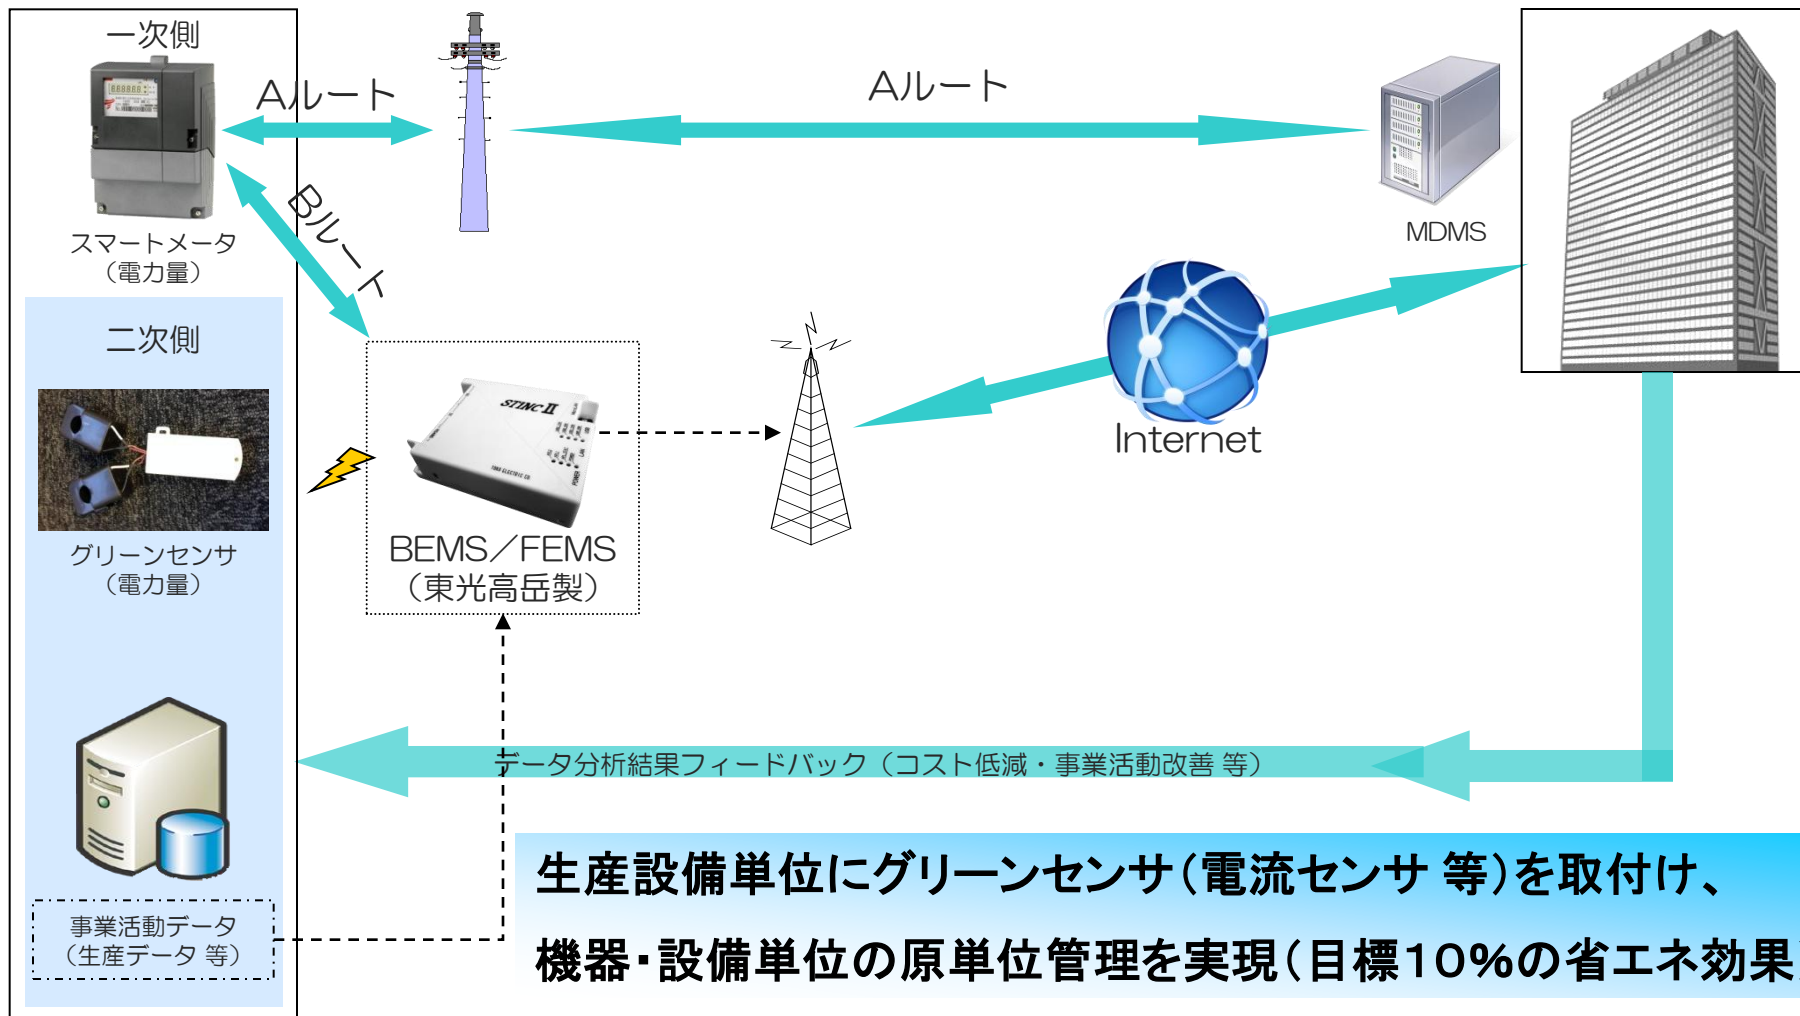 一次側
Aルート
Aルート
Bルート
スマートメータ
（電力量）
MDMS
二次側
STINC II
グリーンセンサ
（電力量）
BEMS／FEMS
（東光高岳製）
Internet
データ分析結果フィードバック（コスト低減・事業活動改善 等）
事業活動データ
（生産データ 等）
生産設備単位にグリーンセンサ（電流センサ 等）を取付け、
機器・設備単位の原単位管理を実現（目標１０％の省エネ効果）